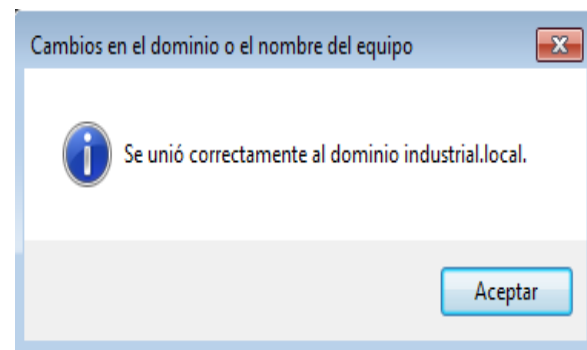 Cambios en el dominio o el nombre del equipo
Se unió correctamente al dominio industrial.local.
Aceptar